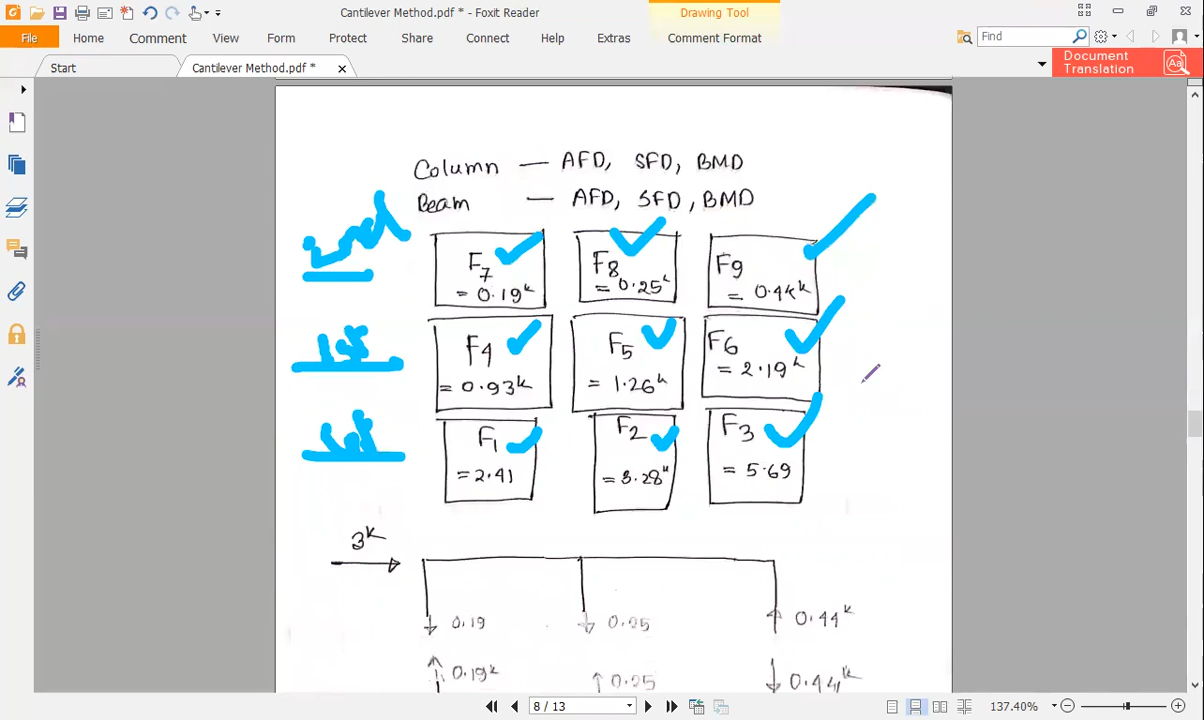 Cantilever Method.pdf * - Foxit Reader
Drawing Tool
File Home Comment View Form Protect Share Connect Help Extras Comment Format
Find
Start
Cantilever Method.pdf *
Document
Translation
Column — AFD, SFD, BMD
Beam — AFD, SFD, BMD
F7 F8 F9
= 0.19k = 0.25k = 0.44k
F4 F5 F6
= 0.93k = 1.26k = 2.19k
F1 F2 F3
= 2.41 = 3.28k = 5.69
3k
0.19 0.25 0.44k
0.19k 0.25 0.44k
8 / 13
137.40%